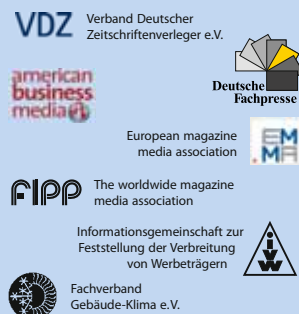 VDZ Verband Deutscher
Zeitschriftenverleger e.V.
american
business
media
Deutsche
Fachpresse
European magazine
media association
EM
MA
FIPP The worldwide magazine
media association
Informationsgemeinschaft zur
Feststellung der Verbreitung
von Werbeträgern
IVW
Fachverband
Gebäude-Klima e.V.